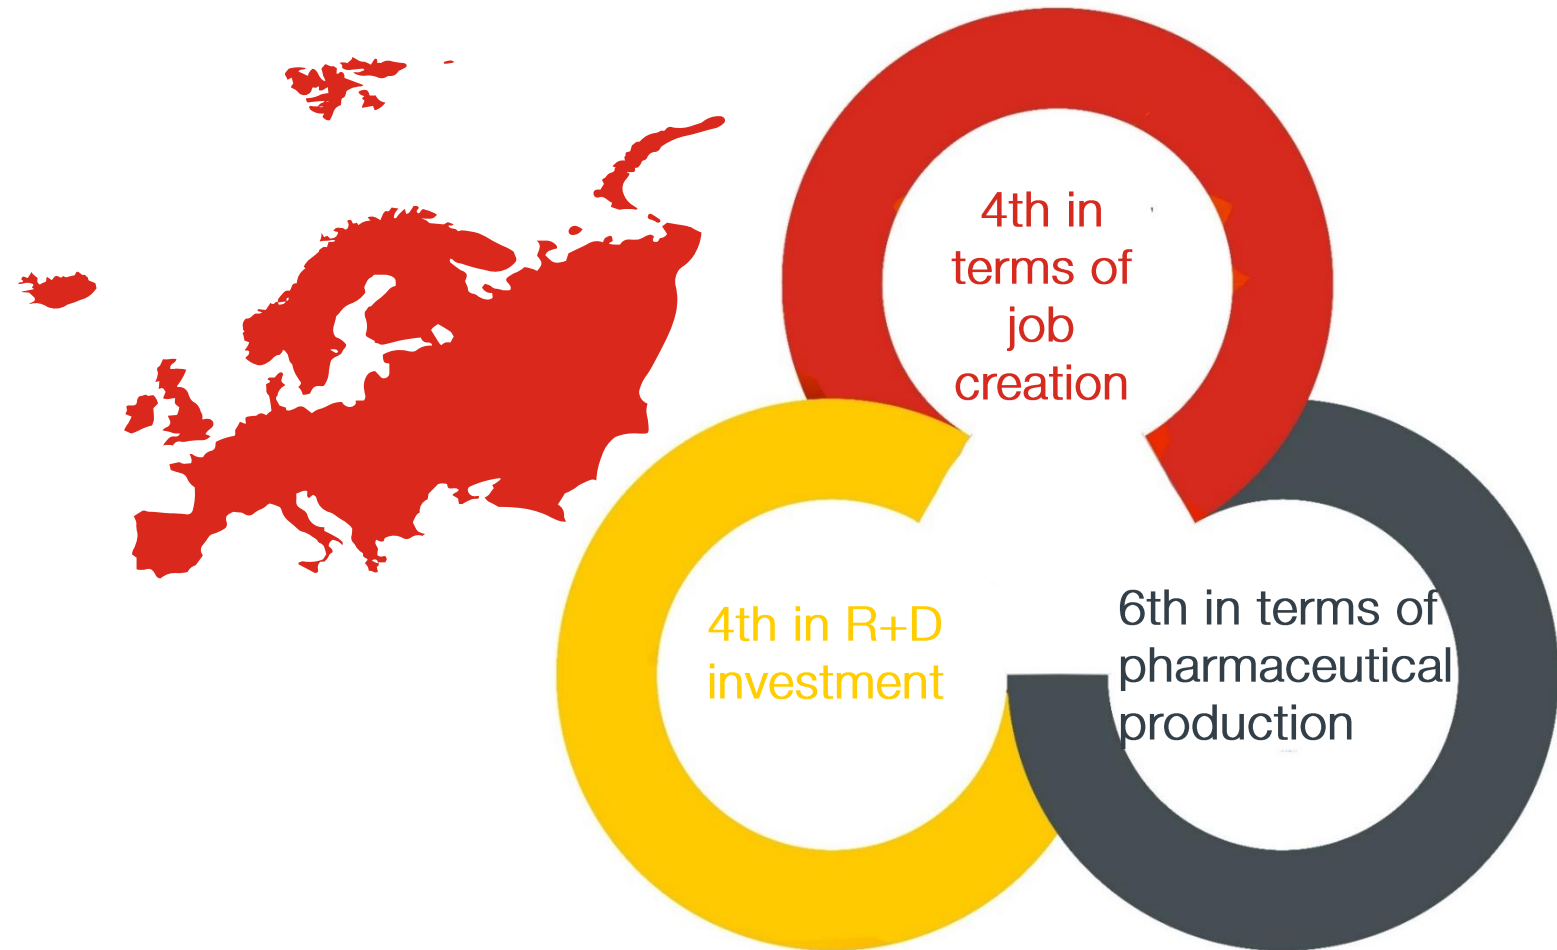 4th in
terms of
job
creation
4th in R+D
investment
6th in terms of
pharmaceutical
production